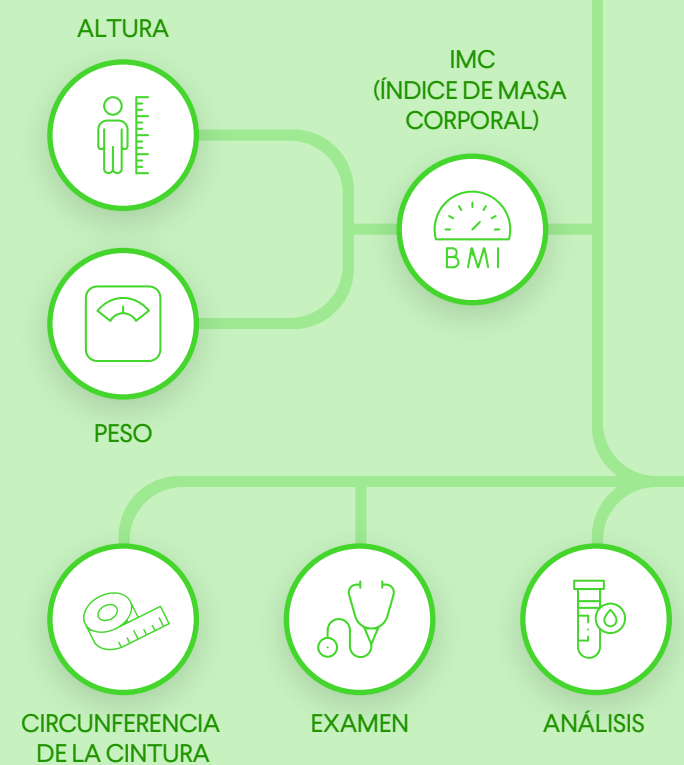 ALTURA
IMC
(ÍNDICE DE MASA
CORPORAL)
BMI
PESO
CIRCUNFERENCIA
DE LA CINTURA
EXAMEN
ANÁLISIS